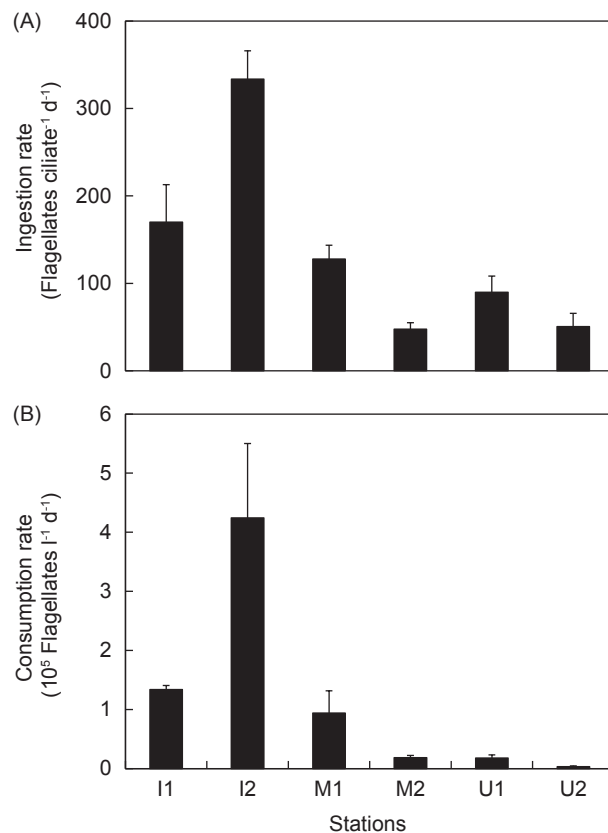 (A)
400
300
200
100
0
Ingestion rate
(Flagellates ciliate⁻¹ d⁻¹)
(B)
6
5
4
3
2
1
0
Consumption rate
(10⁵ Flagellates l⁻¹ d⁻¹)
I1 I2 M1 M2 U1 U2
Stations